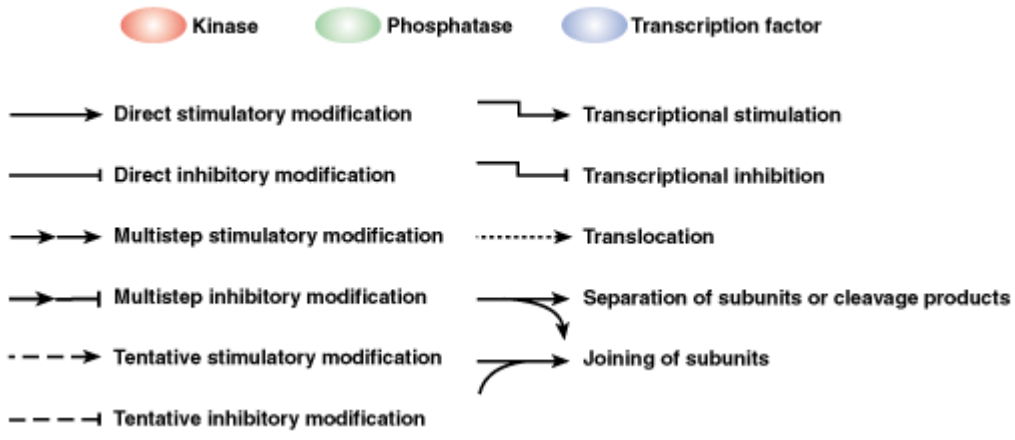 Kinase
Phosphatase
Transcription factor
Direct stimulatory modification
Transcriptional stimulation
Direct inhibitory modification
Transcriptional inhibition
Multistep stimulatory modification
Translocation
Multistep inhibitory modification
Separation of subunits or cleavage products
Tentative stimulatory modification
Joining of subunits
Tentative inhibitory modification